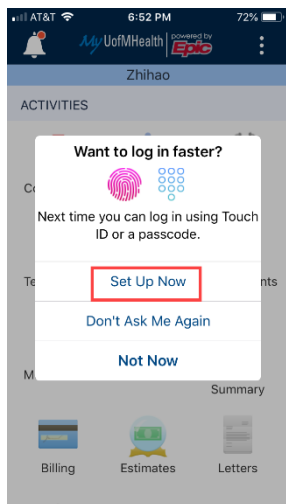 AT&T 6:52 PM 72%
My UofMHealth powered by Epic
Zhihao
ACTIVITIES
Want to log in faster?
Next time you can log in using Touch
ID or a passcode.
Set Up Now
Don't Ask Me Again
Not Now
Summary
Billing Estimates Letters